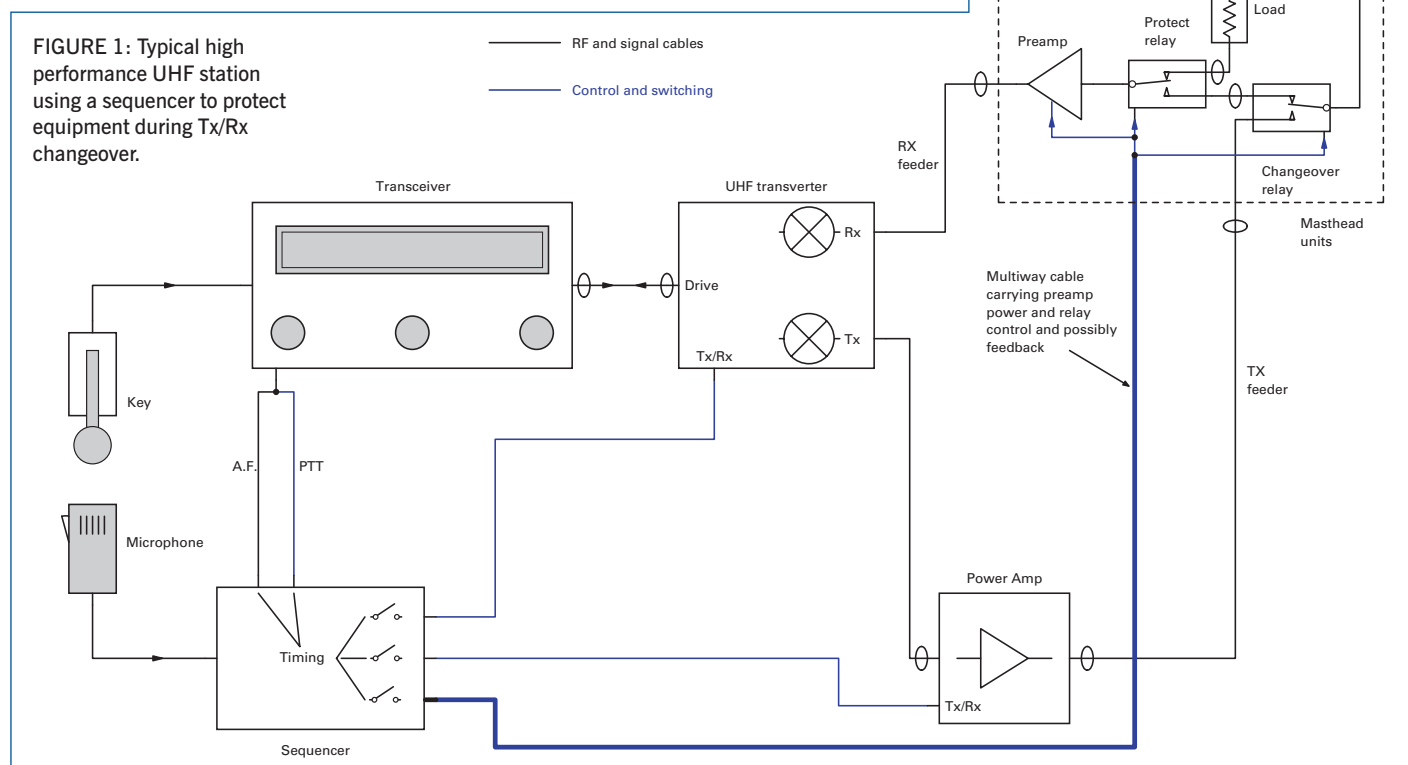 FIGURE 1: Typical high
performance UHF station
using a sequencer to protect
equipment during Tx/Rx
changeover.
RF and signal cables
Control and switching
Load
Protect
relay
Preamp
RX
feeder
Changeover
relay
Masthead
units
Transceiver
UHF transverter
Rx
Drive
Tx
Tx/Rx
Multiway cable
carrying preamp
power and relay
control and possibly
feedback
TX
feeder
Key
A.F.
PTT
Microphone
Timing
Sequencer
Power Amp
Tx/Rx